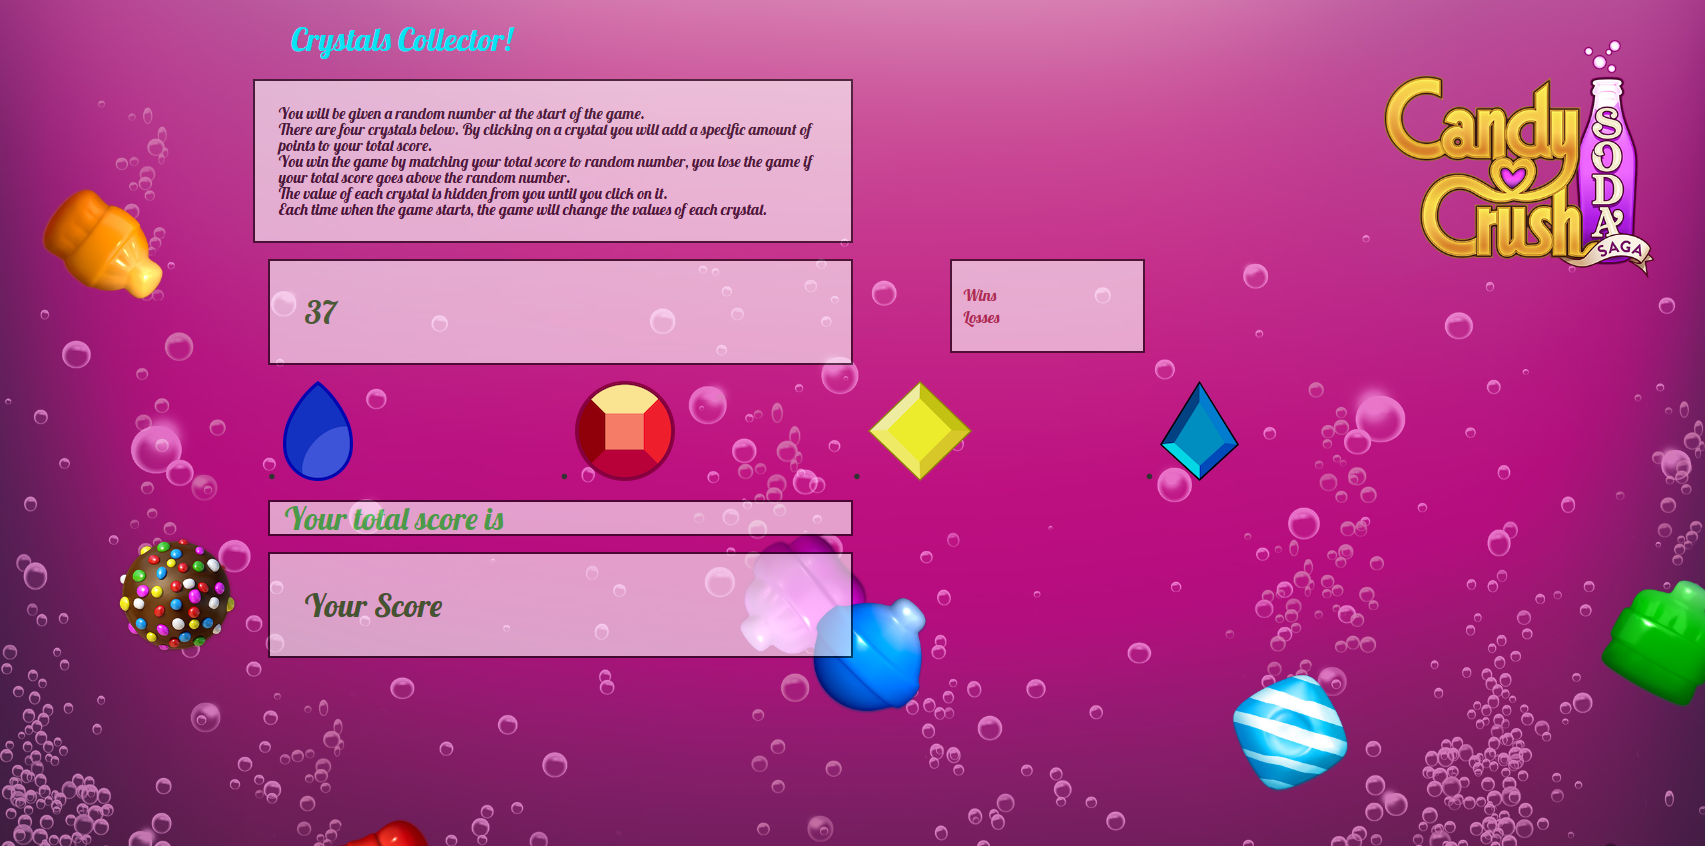 Crystals Collector!
You will be given a random number at the start of the game.
There are four crystals below. By clicking on a crystal you will add a specific amount of
points to your total score.
You win the game by matching your total score to random number, you lose the game if
your total score goes above the random number.
The value of each crystal is hidden from you until you click on it.
Each time when the game starts, the game will change the values of each crystal.
37
Wins
Losses
Your total score is
Your Score
Candy
Crush
SODA
SAGA